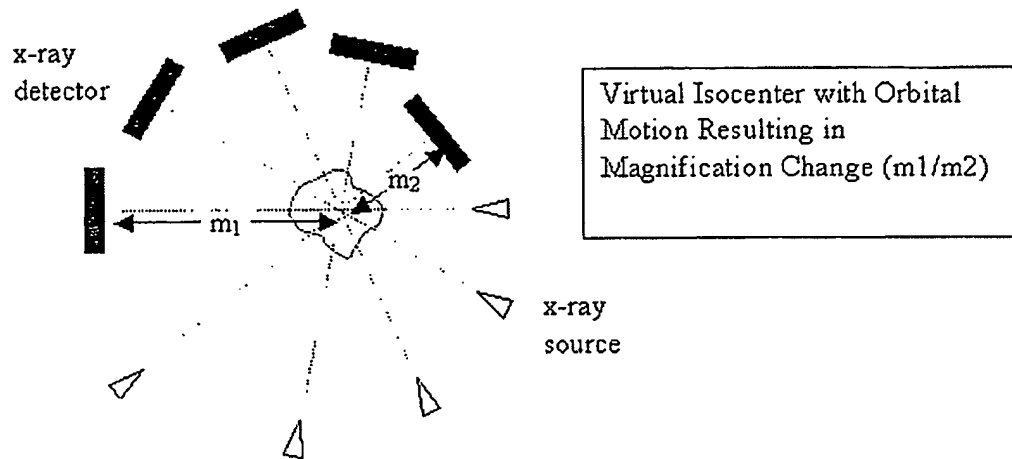 x-ray
detector
Virtual Isocenter with Orbital
Motion Resulting in
Magnification Change (m1/m2)
m2
m1
x-ray
source